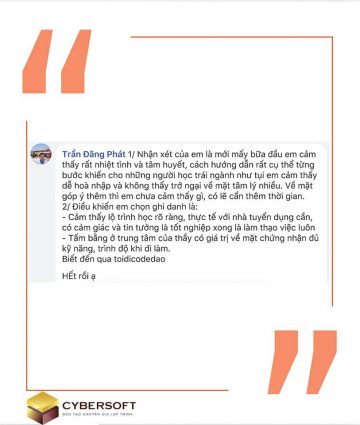 Trần Đăng Phát 1/ Nhận xét của em là mới mấy bữa đầu em cảm
thấy rất nhiệt tình và tâm huyết, cách hướng dẫn rất cụ thể từng
bước khiến cho những người học trái ngành như tụi em cảm thấy
dễ hoà nhập và không thấy trở ngại về mặt tâm lý nhiều. Về mặt
góp ý thêm thì em chưa cảm thấy gì, có lẽ cẩn thêm thời gian.
2/ Điều khiến em chọn ghi danh là:
- Cảm thấy lộ trình học rõ ràng, thực tế với nhà tuyển dụng cần,
có cảm giác và tin tưởng là tốt nghiệp xong là làm thạo việc luôn
- Tấm bằng ở trung tâm của thầy có giá trị về mặt chứng nhận đủ
kỹ năng, trình độ khi đi làm.
Biết đến qua toidicodedao
HẾt rồi ạ
CYBERSOFT
ĐÀO TẠO CHUYÊN GIA LẬP TRÌNH